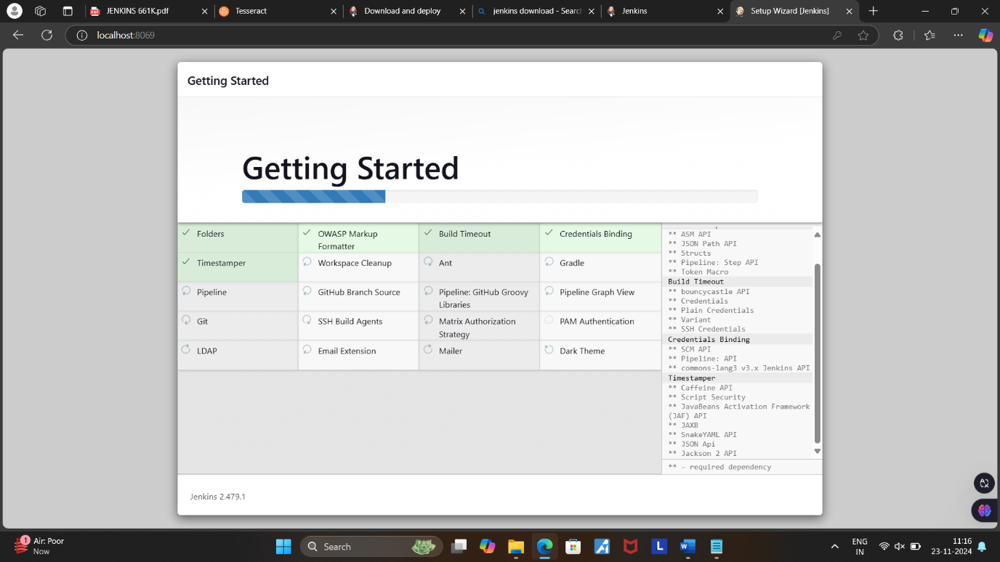 JENKINS 661K.pdf
Tesseract
Download and deploy
jenkins download - Searc
Jenkins
Setup Wizard [Jenkins]
localhost:8069
Getting Started
Getting Started
Folders
OWASP Markup
Formatter
Build Timeout
Credentials Binding
Timestamper
Workspace Cleanup
Ant
Gradle
Pipeline
GitHub Branch Source
Pipeline: GitHub Groovy
Libraries
Pipeline Graph View
Git
SSH Build Agents
Matrix Authorization
Strategy
PAM Authentication
LDAP
Email Extension
Mailer
Dark Theme
** ASM API
** JSON Path API
** Structs
** Pipeline: Step API
** Token Macro
Build Timeout
** bouncycastle API
** Credentials
** Plain Credentials
** Variant
** SSH Credentials
Credentials Binding
** SCM API
** Pipeline: API
** commons-lang3 v3.x Jenkins API
Timestamper
** Caffeine API
** Script Security
** JavaBeans Activation Framework
(JAF) API
** JAXB
** SnakeYAML API
** JSON Api
** Jackson 2 API
** - required dependency
Jenkins 2.479.1
1
Air: Poor
Now
Search
L
ENG
IN
11:16
23-11-2024